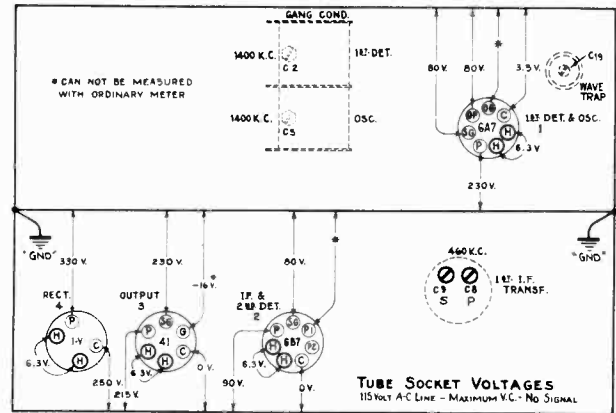 GANG COND.
1400 K.C.
C2
1ST-DET.
* CAN NOT BE MEASURED
WITH ORDINARY METER
1400 K.C.
C5
OSC.
80 V.
80 V.
*
3.5 V.
C19
WAVE
TRAP
OG
C
SG
6A7
H
P
H
1ST DET. & OSC.
1
6.3 V.
230 V.
"GND"
"GND"
330 V.
230 V.
-16 V. *
80 V.
*
460 K.C.
C9
C8
S
P
1ST I.F.
TRANSF.
RECT.
4
OUTPUT
3
I.F. &
2ND DET.
2
P
H
1-V
C
H
P
SG
G
H
41
C
H
P
SG
P1
H
6B7
P2
H
C
6.3 V.
6.3 V.
6.3 V.
250 V.
215 V.
0 V.
90 V.
0 V.
TUBE SOCKET VOLTAGES
115 VOLT A-C LINE - MAXIMUM V.C. - NO SIGNAL